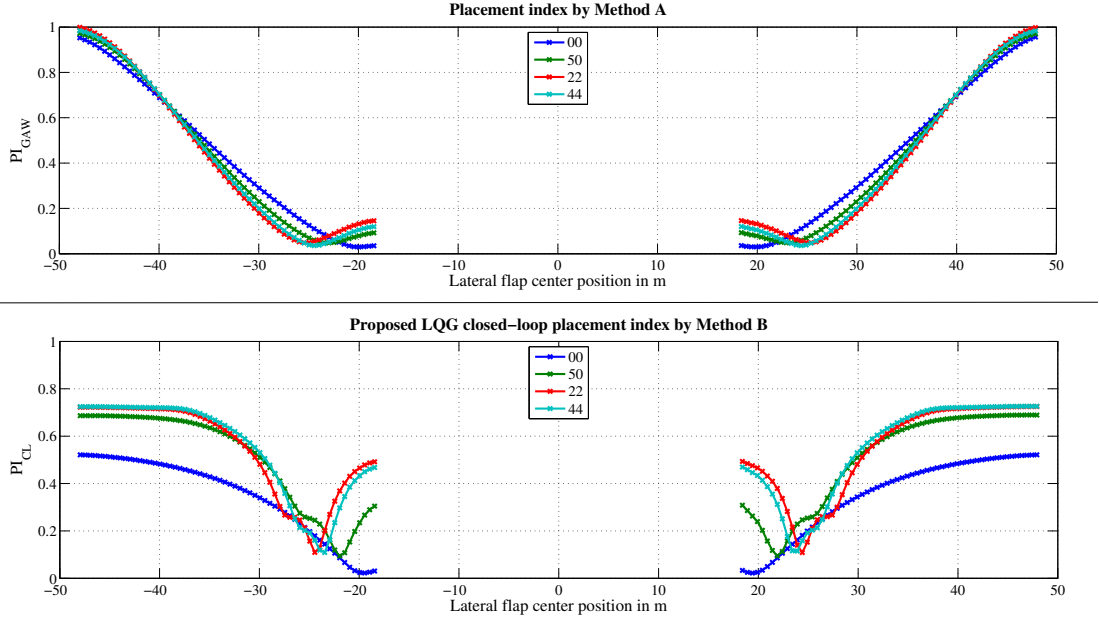 Placement index by Method A
1
0.8
0.6
0.4
0.2
0
PI_GAW
00
50
22
44
−50 −40 −30 −20 −10 0 10 20 30 40 50
Lateral flap center position in m
Proposed LQG closed−loop placement index by Method B
1
0.8
0.6
0.4
0.2
0
PI_CL
00
50
22
44
−50 −40 −30 −20 −10 0 10 20 30 40 50
Lateral flap center position in m